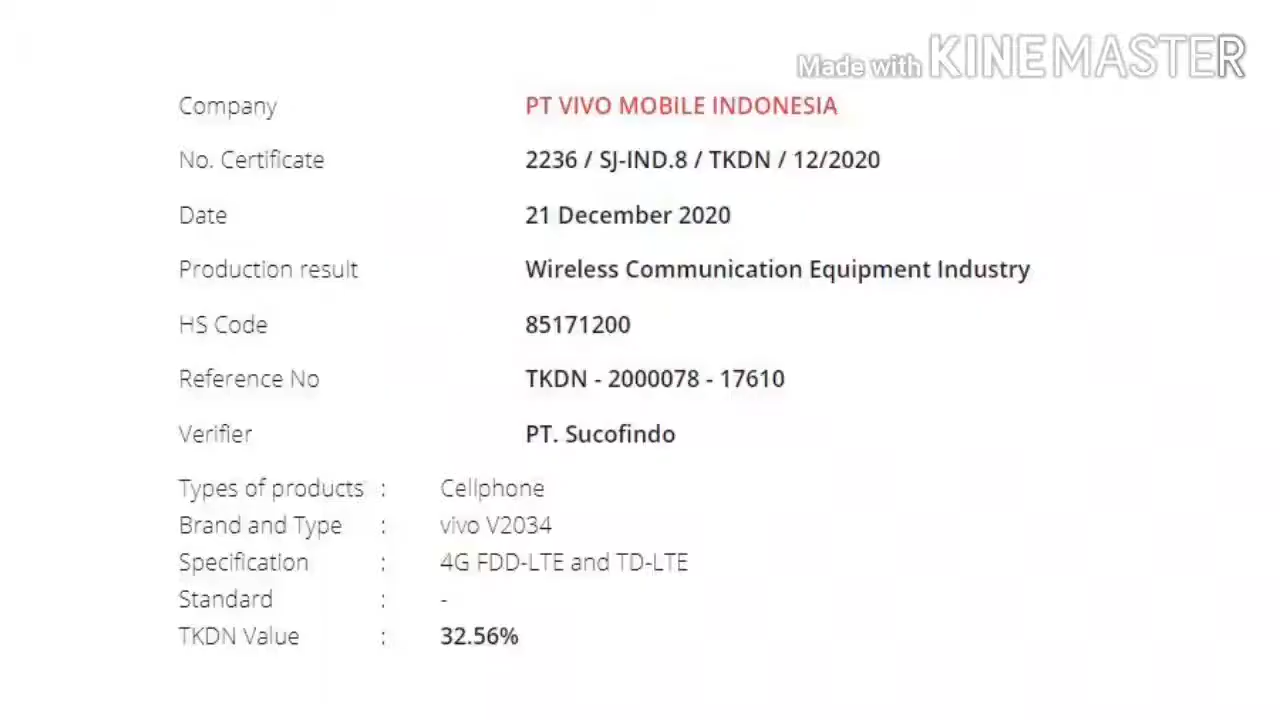 Made with KINEMASTER
Company PT VIVO MOBILE INDONESIA
No. Certificate 2236 / SJ-IND.8 / TKDN / 12/2020
Date 21 December 2020
Production result Wireless Communication Equipment Industry
HS Code 85171200
Reference No TKDN - 2000078 - 17610
Verifier PT. Sucofindo
Types of products : Cellphone
Brand and Type : vivo V2034
Specification : 4G FDD-LTE and TD-LTE
Standard : -
TKDN Value : 32.56%